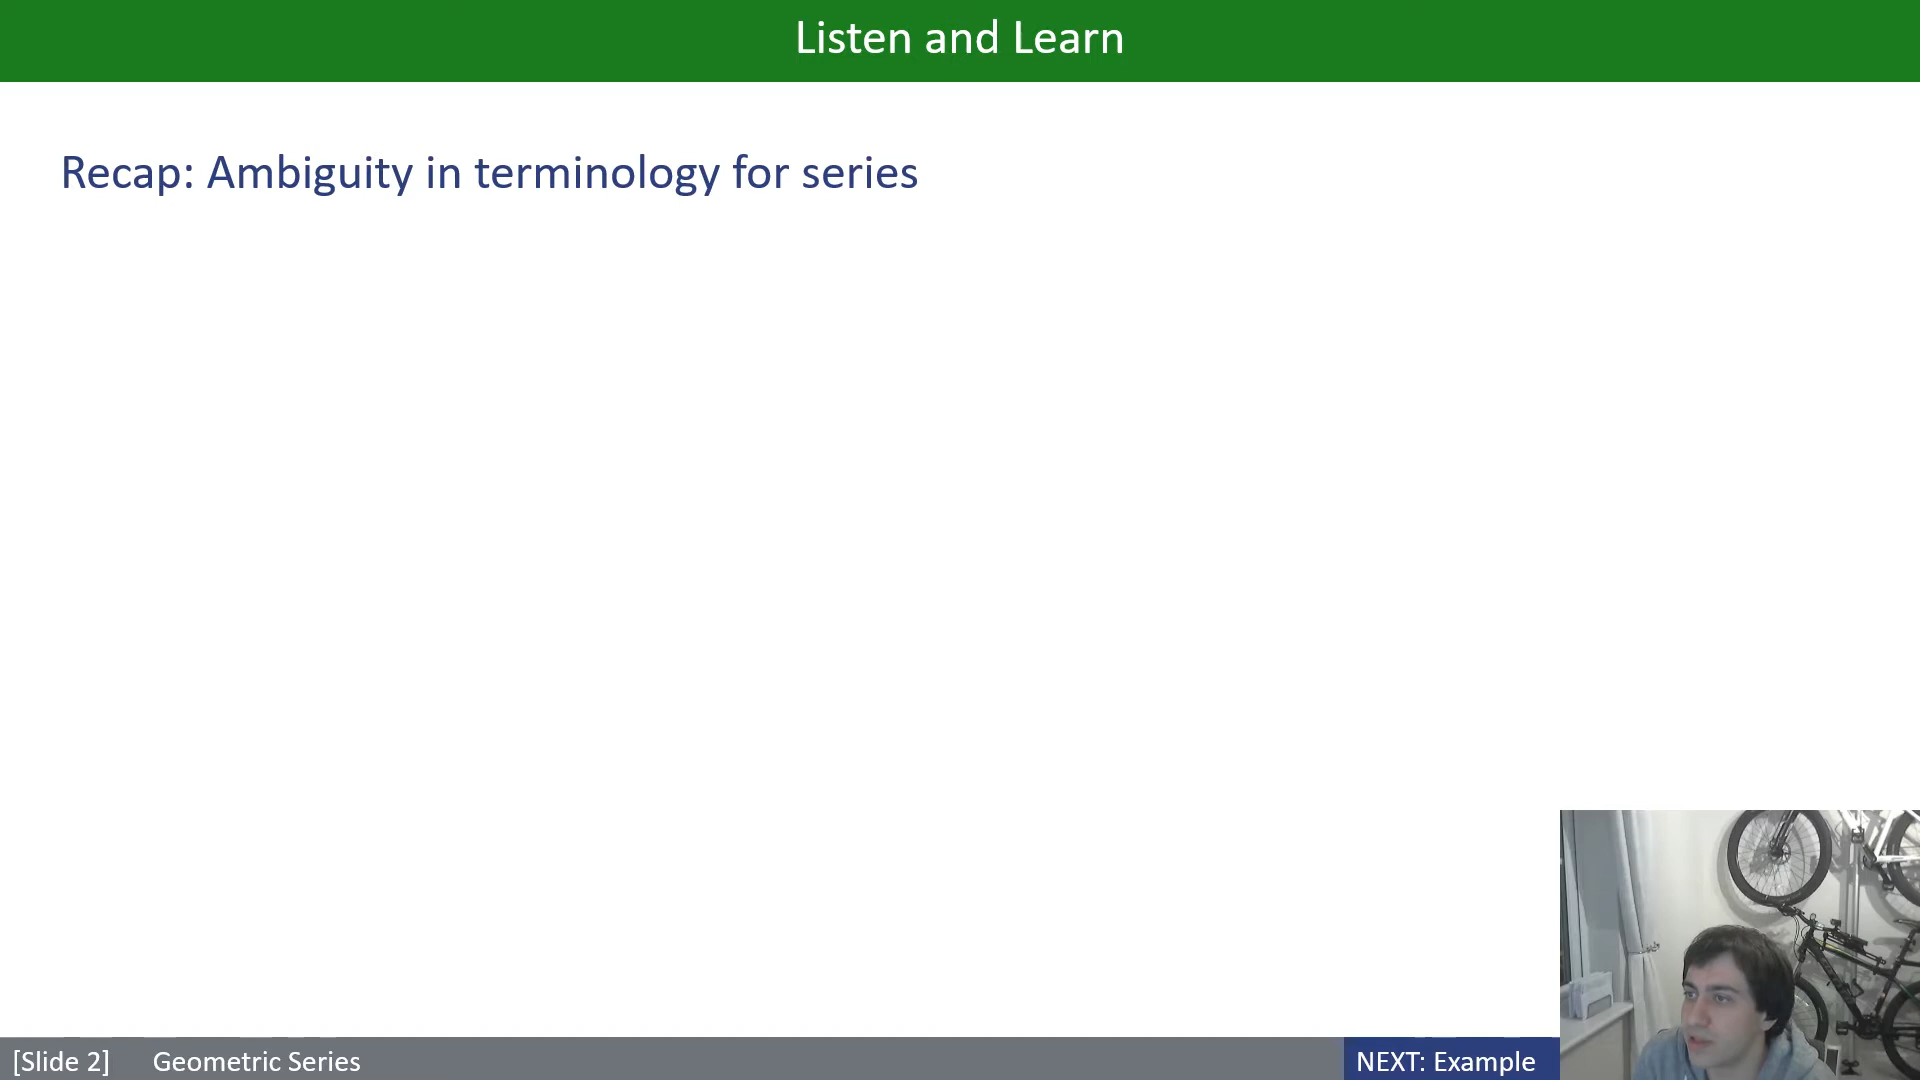 Listen and Learn
Recap: Ambiguity in terminology for series
[Slide 2] Geometric Series NEXT: Example